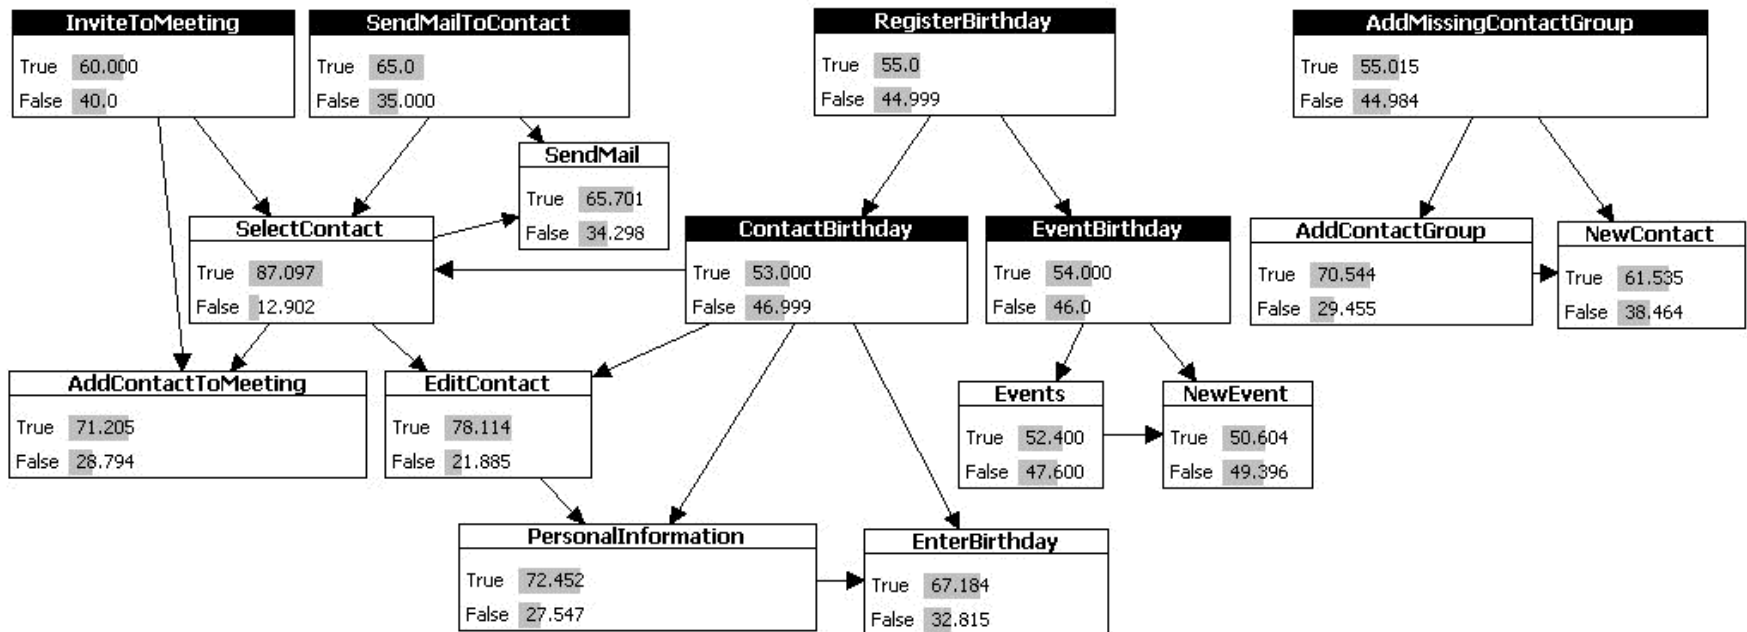 InviteToMeeting
True 60.000
False 40.0
SendMailToContact
True 65.0
False 35.000
RegisterBirthday
True 55.0
False 44.999
AddMissingContactGroup
True 55.015
False 44.984
SendMail
True 65.701
False 34.298
SelectContact
True 87.097
False 12.902
ContactBirthday
True 53.000
False 46.999
EventBirthday
True 54.000
False 46.0
AddContactGroup
True 70.544
False 29.455
NewContact
True 61.535
False 38.464
AddContactToMeeting
True 71.205
False 28.794
EditContact
True 78.114
False 21.885
Events
True 52.400
False 47.600
NewEvent
True 50.604
False 49.396
PersonalInformation
True 72.452
False 27.547
EnterBirthday
True 67.184
False 32.815